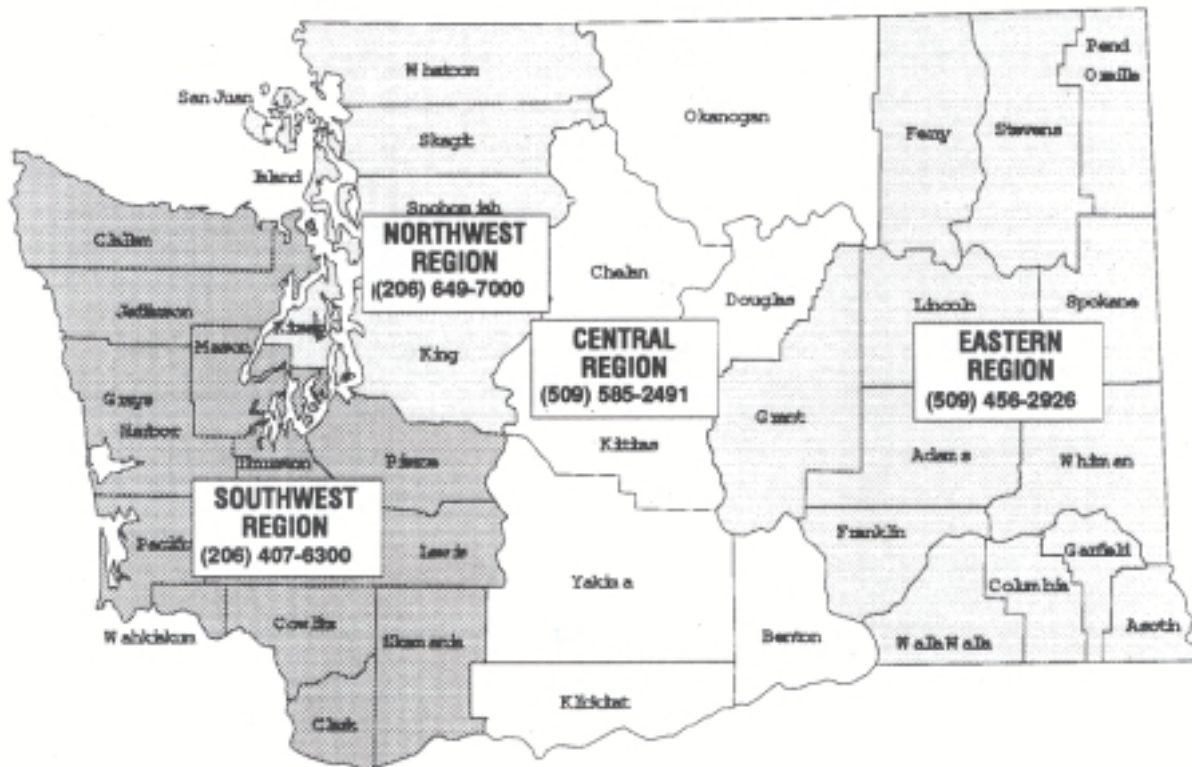 Whatcom
Pend
Oreille
San Juan
Okanogan
Skagit
Ferry
Stevens
Island
Snohomish
NORTHWEST
REGION
(206) 649-7000
Clallam
Chelan
Douglas
Lincoln
Spokane
Jefferson
Kitsap
Mason
King
CENTRAL
REGION
(509) 585-2491
EASTERN
REGION
(509) 456-2926
Grays
Harbor
Grant
Kittitas
Adams
Whitman
Thurston
Pierce
SOUTHWEST
REGION
(206) 407-6300
Pacific
Lewis
Franklin
Garfield
Yakima
Columbia
Asotin
Wahkiakum
Cowlitz
Skamania
Benton
Walla Walla
Klickitat
Clark